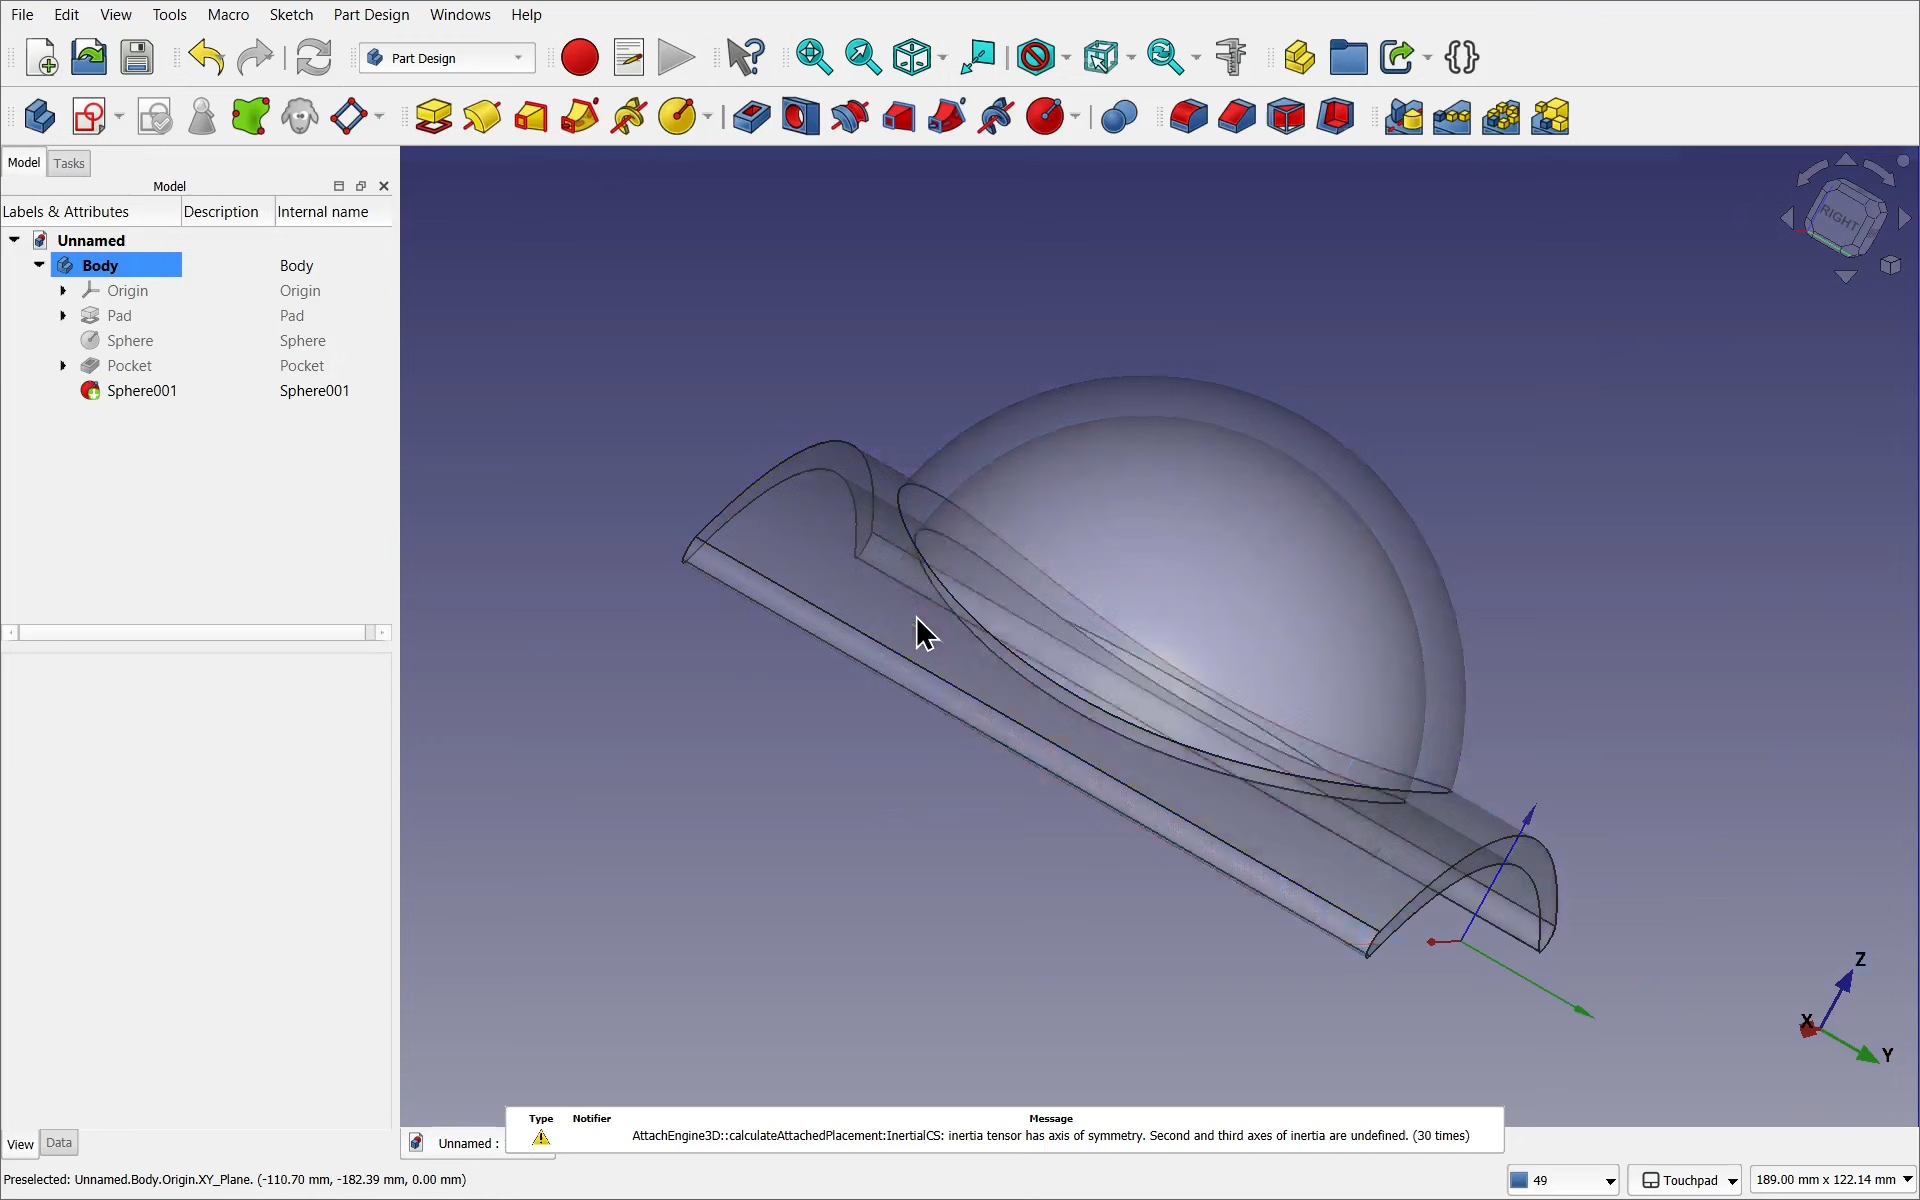 File Edit View Tools Macro Sketch Part Design Windows Help
Part Design
Model Tasks
Model
Labels & Attributes Description Internal name
Unnamed
Body Body
Origin Origin
Pad Pad
Sphere Sphere
Pocket Pocket
Sphere001 Sphere001
RIGHT
Z
X
Y
View Data
Unnamed :
Type Notifier Message
AttachEngine3D::calculateAttachedPlacement:InertialCS: inertia tensor has axis of symmetry. Second and third axes of inertia are undefined. (30 times)
Preselected: Unnamed.Body.Origin.XY_Plane. (-110.70 mm, -182.39 mm, 0.00 mm)
49
Touchpad
189.00 mm x 122.14 mm